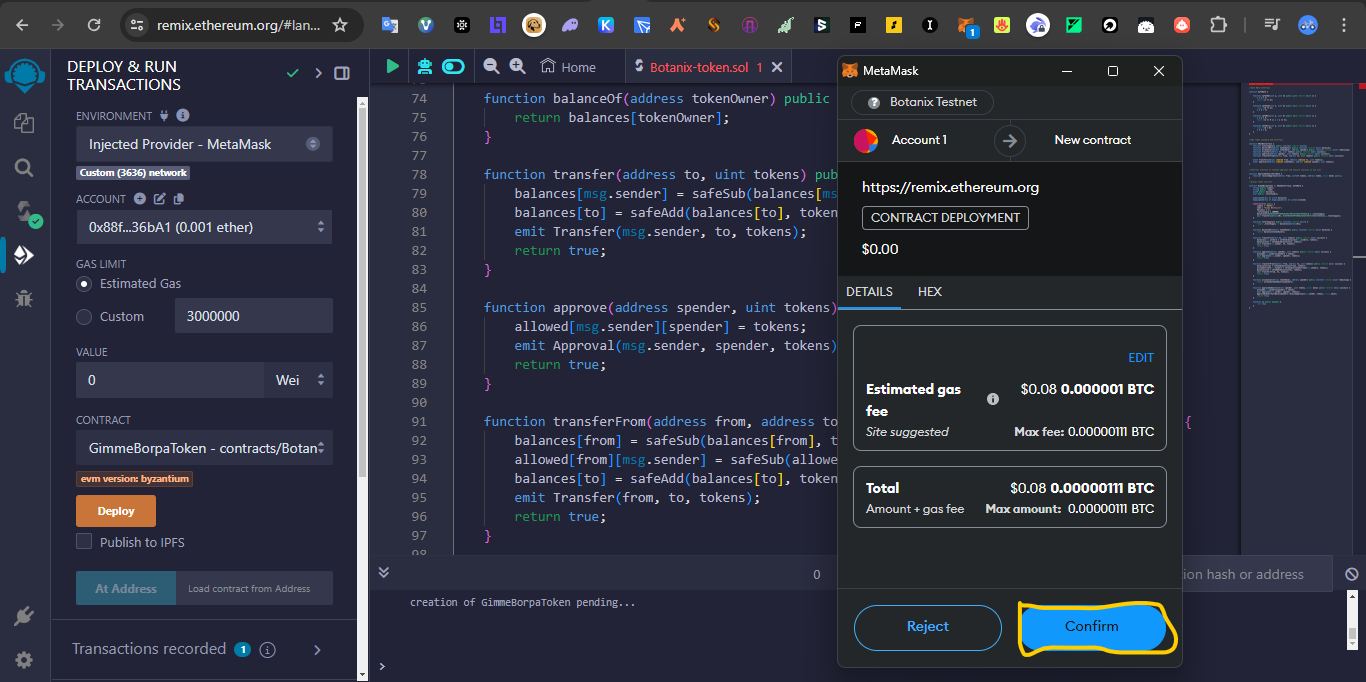 remix.ethereum.org/#lan...
1
DEPLOY & RUN
TRANSACTIONS
ENVIRONMENT
Injected Provider - MetaMask
Custom (3636) network
ACCOUNT
0x88f...36bA1 (0.001 ether)
GAS LIMIT
Estimated Gas
Custom
3000000
VALUE
0
Wei
CONTRACT
GimmeBorpaToken - contracts/Botan
evm version: byzantium
Deploy
Publish to IPFS
At Address
Load contract from Address
Transactions recorded 1
Home
Botanix-token.sol 1
74 function balanceOf(address tokenOwner) public
75 return balances[tokenOwner];
76 }
77
78 function transfer(address to, uint tokens) pub
79 balances[msg.sender] = safeSub(balances[ms
80 balances[to] = safeAdd(balances[to], token
81 emit Transfer(msg.sender, to, tokens);
82 return true;
83 }
84
85 function approve(address spender, uint tokens)
86 allowed[msg.sender][spender] = tokens;
87 emit Approval(msg.sender, spender, tokens)
88 return true;
89 }
90
91 function transferFrom(address from, address to {
92 balances[from] = safeSub(balances[from], t
93 allowed[from][msg.sender] = safeSub(allowe
94 balances[to] = safeAdd(balances[to], token
95 emit Transfer(from, to, tokens);
96 return true;
97 }
98
0
ion hash or address
creation of GimmeBorpaToken pending...
>
MetaMask
Botanix Testnet
Account 1
New contract
https://remix.ethereum.org
CONTRACT DEPLOYMENT
$0.00
DETAILS
HEX
EDIT
Estimated gas
fee
$0.08 0.000001 BTC
Site suggested
Max fee: 0.00000111 BTC
Total
$0.08 0.00000111 BTC
Amount + gas fee
Max amount: 0.00000111 BTC
Reject
Confirm